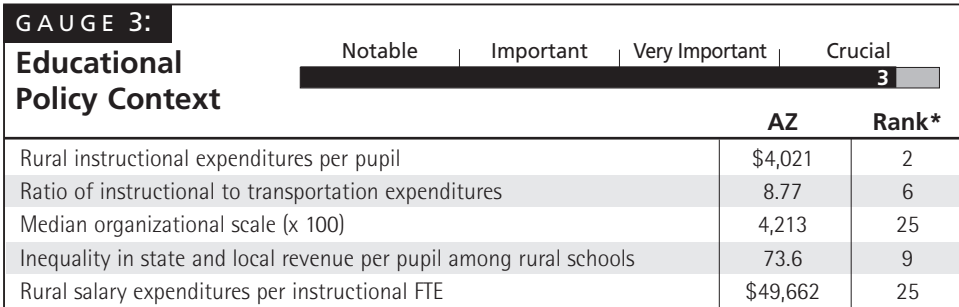 GAUGE 3:
Educational
Policy Context
Notable Important Very Important Crucial
3
AZ Rank*
Rural instructional expenditures per pupil $4,021 2
Ratio of instructional to transportation expenditures 8.77 6
Median organizational scale (x 100) 4,213 25
Inequality in state and local revenue per pupil among rural schools 73.6 9
Rural salary expenditures per instructional FTE $49,662 25